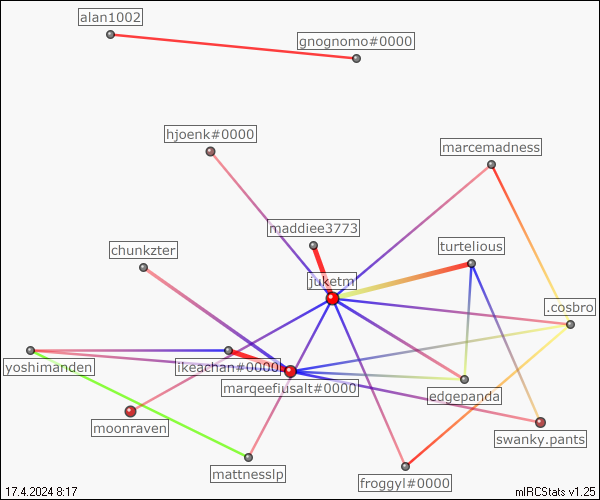 alan1002
gnognomo#0000
hjoenk#0000
marcemadness
maddiee3773
turtelious
chunkzter
juketm
.cosbro
yoshimanden
ikeachan#0000
marqeefiusalt#0000
edgepanda
moonraven
swanky.pants
mattnesslp
froggyl#0000
17.4.2024 8:17
mIRCStats v1.25